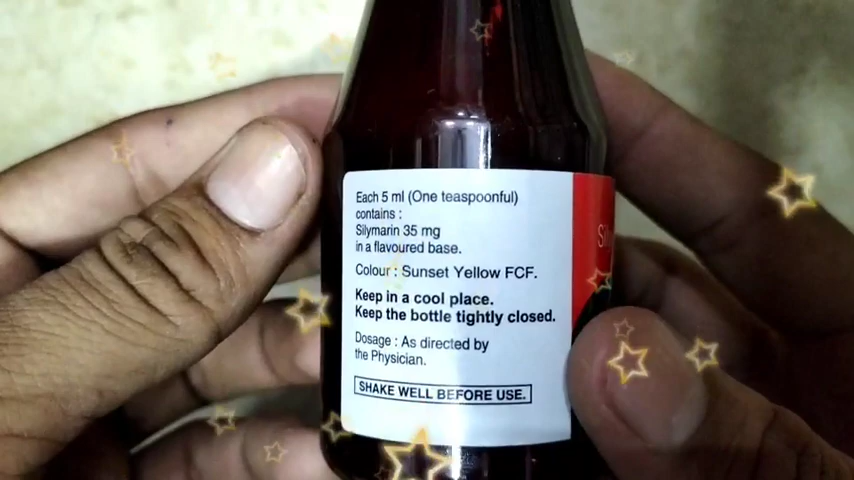 Each 5 ml (One teaspoonful)
contains :
Silymarin 35 mg
in a flavoured base.
Colour : Sunset Yellow FCF.
Keep in a cool place.
Keep the bottle tightly closed.
Dosage : As directed by
the Physician.
SHAKE WELL BEFORE USE.